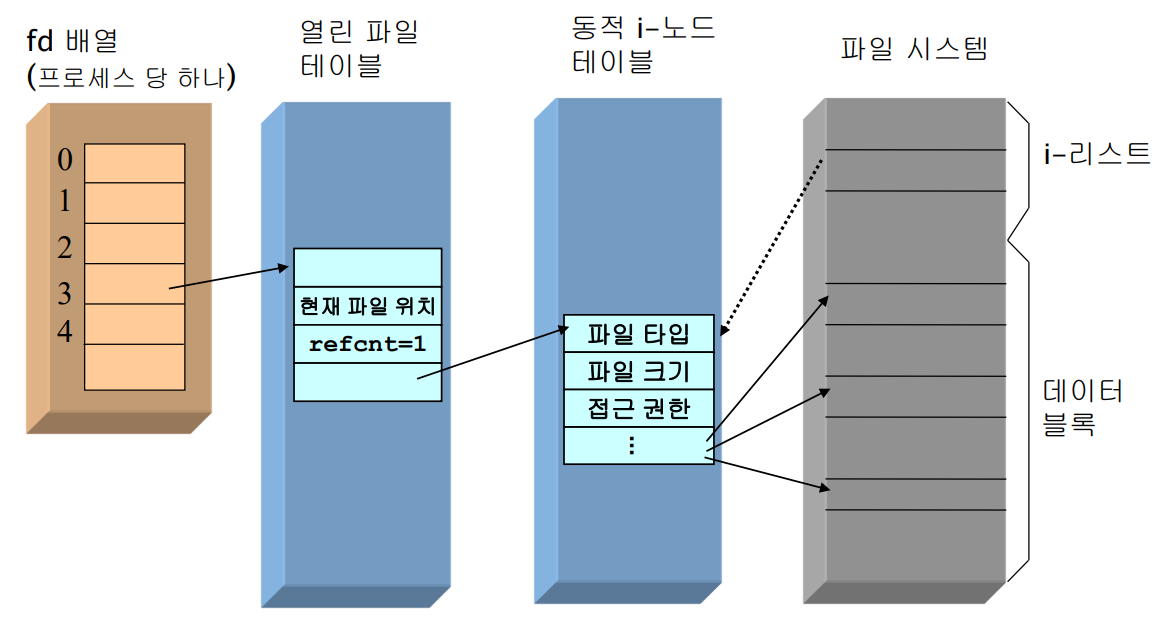 fd 배열
(프로세스 당 하나)
0
1
2
3
4
열린 파일
테이블
현재 파일 위치
refcnt=1
동적 i-노드
테이블
파일 타입
파일 크기
접근 권한
⋮
파일 시스템
i-리스트
데이터
블록